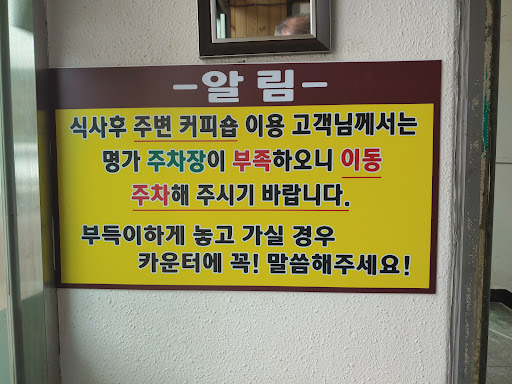 -알 림-
식사후 주변 커피숍 이용 고객님께서는
명가 주차장이 부족하오니 이동
주차해 주시기 바랍니다.
부득이하게 놓고 가실 경우
카운터에 꼭! 말씀해주세요!